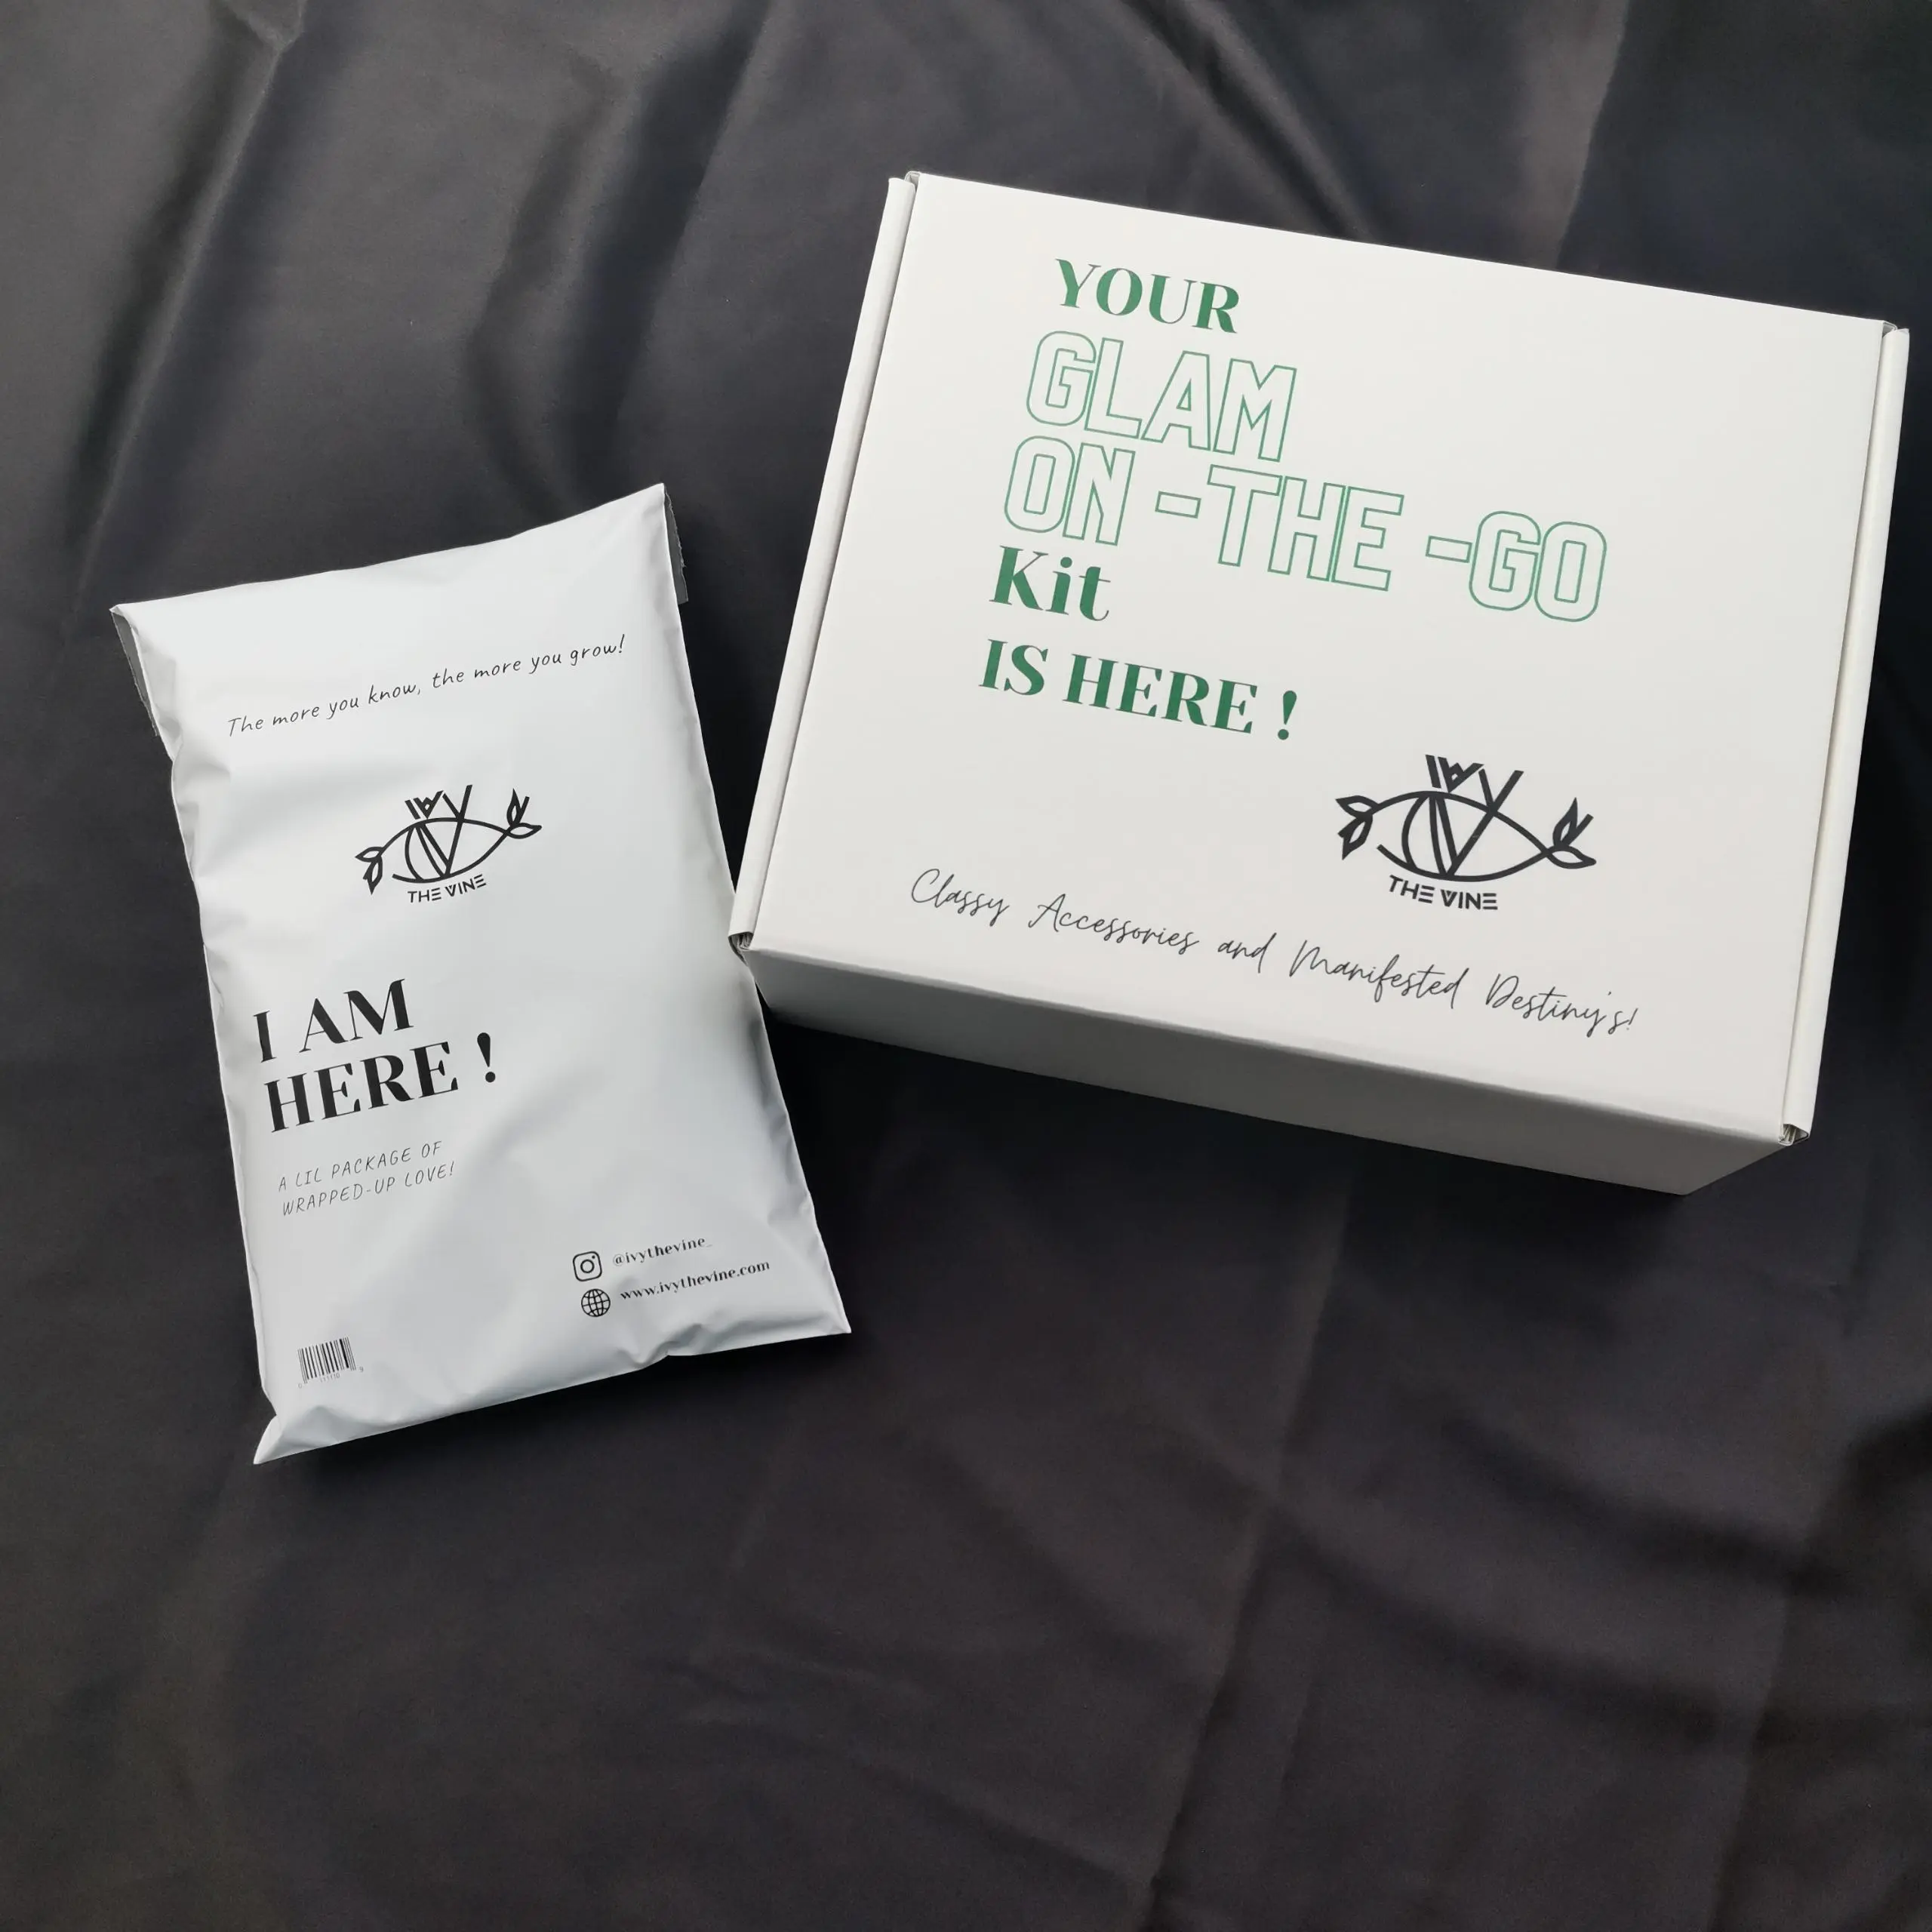 The more you know, the more you grow!
IVY
THE VINE
I AM
HERE !
A LIL PACKAGE OF
WRAPPED-UP LOVE!
@ivythevine_
www.ivythevine.com
YOUR
GLAM
ON -THE -GO
Kit
IS HERE !
IVY
THE VINE
Classy Accessories and Manifested Destiny's!